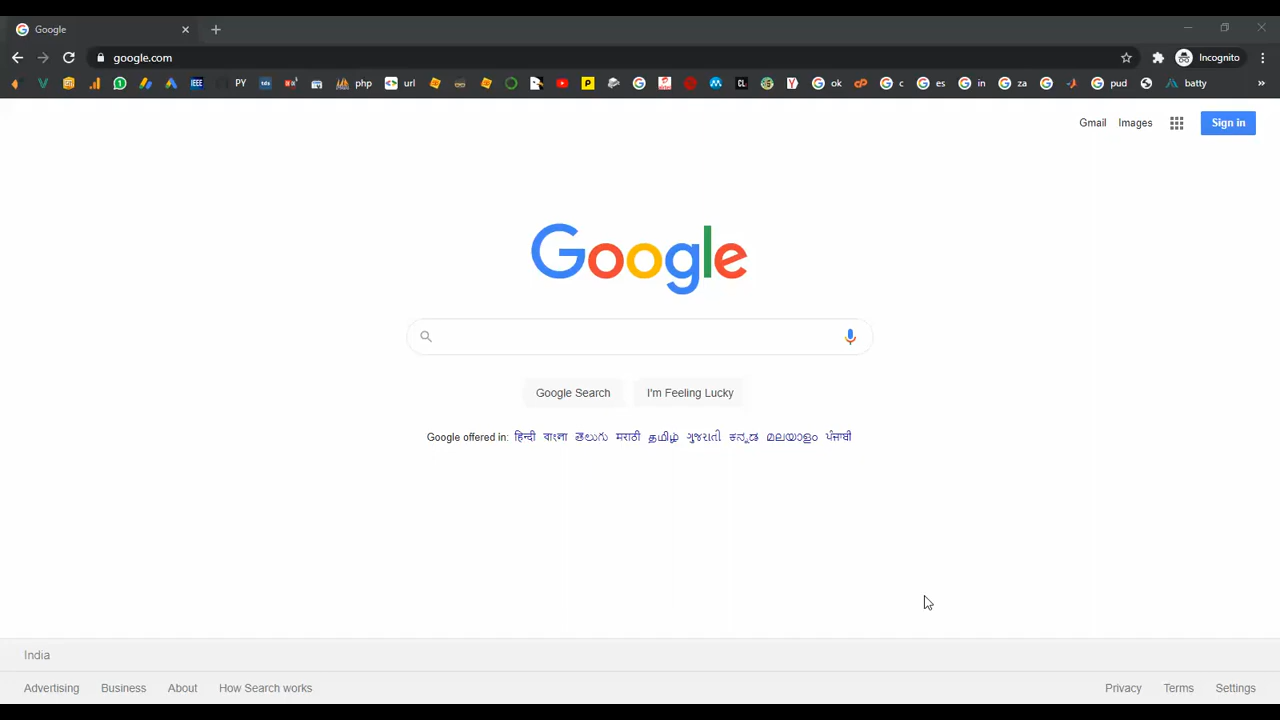 Google
google.com
Incognito
PY php url ok c es in za pud batty
Gmail Images Sign in
Google
Google Search I'm Feeling Lucky
Google offered in: हिन्दी বাংলা తెలుగు मराठी தமிழ் ગુજરાતી ಕನ್ನಡ മലയാളം ਪੰਜਾਬੀ
India
Advertising Business About How Search works Privacy Terms Settings